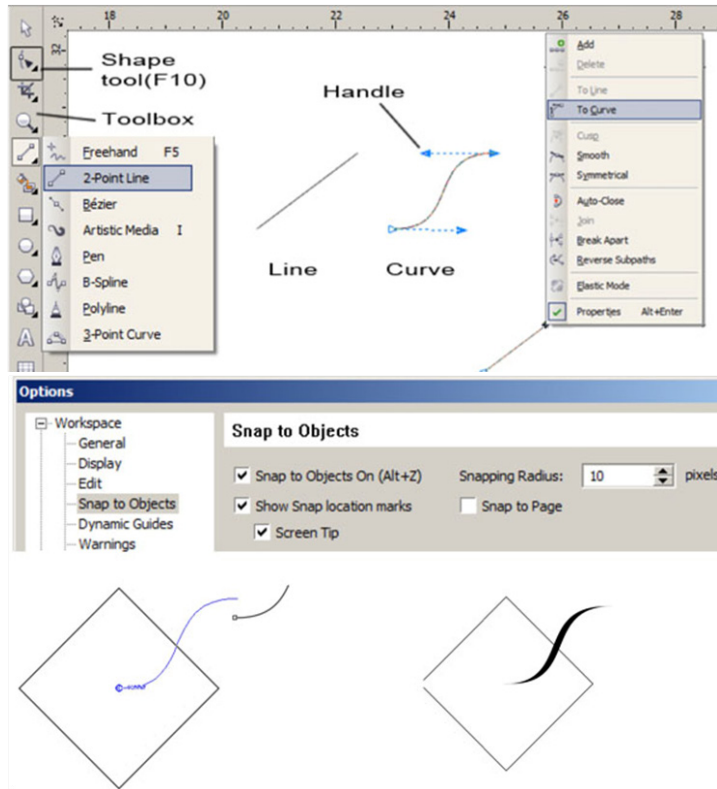 18 20 22 24 26 28
32
Shape
tool(F10)
Toolbox
Freehand F5
2-Point Line
Bézier
Artistic Media I
Pen
B-Spline
Polyline
3-Point Curve
Handle
Line Curve
Add
Delete
To Line
To Curve
Cusp
Smooth
Symmetrical
Auto-Close
Join
Break Apart
Reverse Subpaths
Elastic Mode
Properties Alt+Enter
Options
Workspace
General
Display
Edit
Snap to Objects
Dynamic Guides
Warnings
Snap to Objects
Snap to Objects On (Alt+Z) Snapping Radius: 10 pixels
Show Snap location marks Snap to Page
Screen Tip